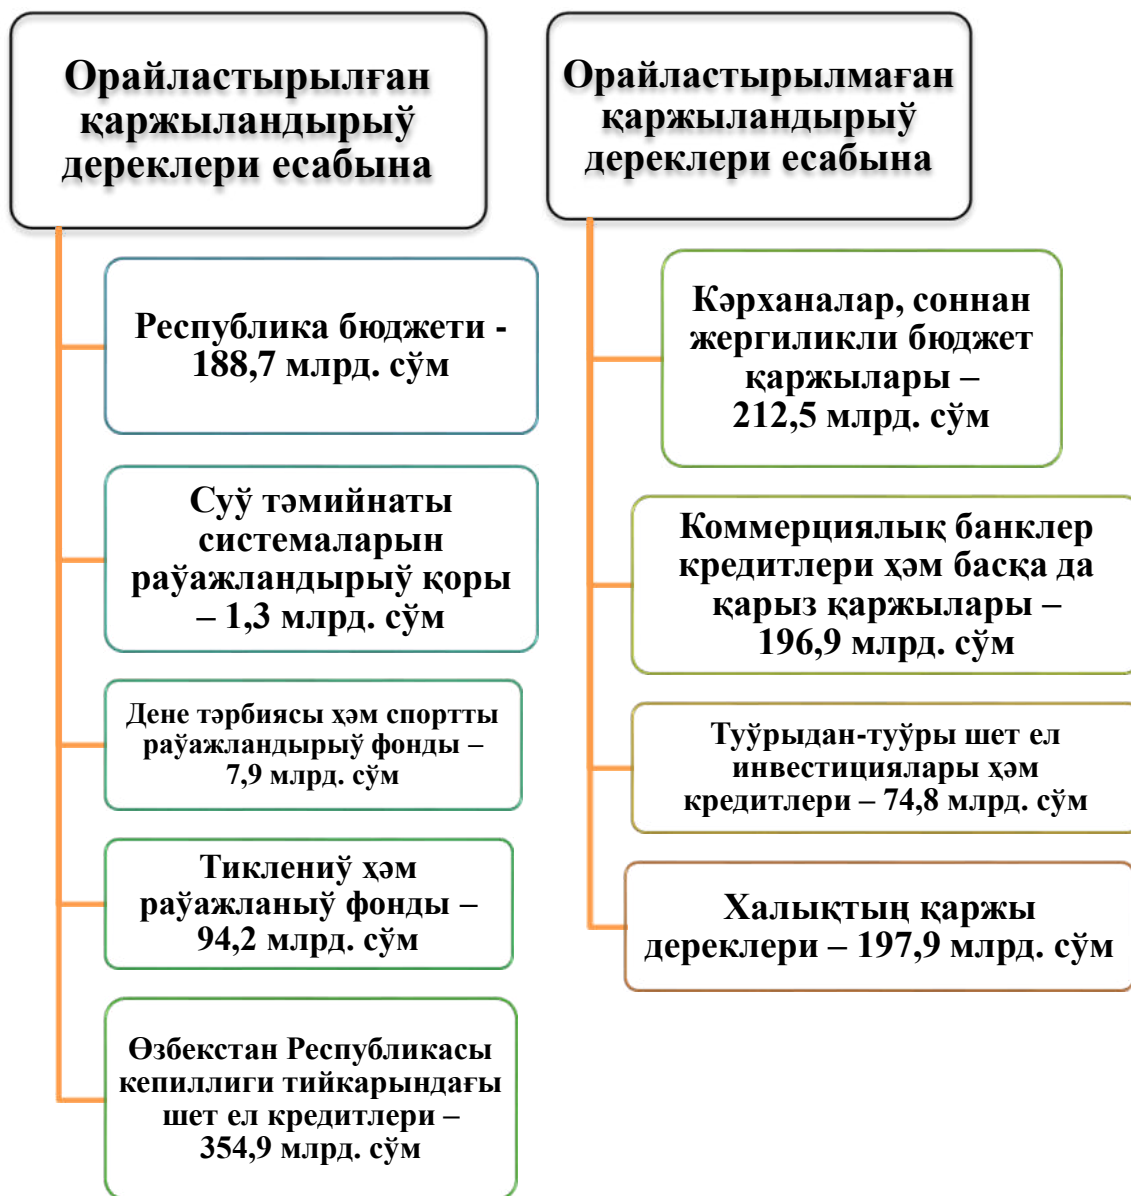 Орайластырылған
қаржыландырыў
дереклери есабына
Республика бюджети -
188,7 млрд. сўм
Суў тәмийнаты
системаларын
раўажландырыў қоры
– 1,3 млрд. сўм
Дене тәрбиясы ҳәм спортты
раўажландырыў фонды –
7,9 млрд. сўм
Тиклениў ҳәм
раўажланыў фонды –
94,2 млрд. сўм
Өзбекстан Республикасы
кепиллиги тийкарындағы
шет ел кредитлери –
354,9 млрд. сўм
Орайластырылмаған
қаржыландырыў
дереклери есабына
Кәрханалар, соннан
жергиликли бюджет
қаржылары –
212,5 млрд. сўм
Коммерциялық банклер
кредитлери ҳәм басқа да
қарыз қаржылары –
196,9 млрд. сўм
Туўрыдан-туўры шет ел
инвестициялары ҳәм
кредитлери – 74,8 млрд. сўм
Халықтың қаржы
дереклери – 197,9 млрд. сўм